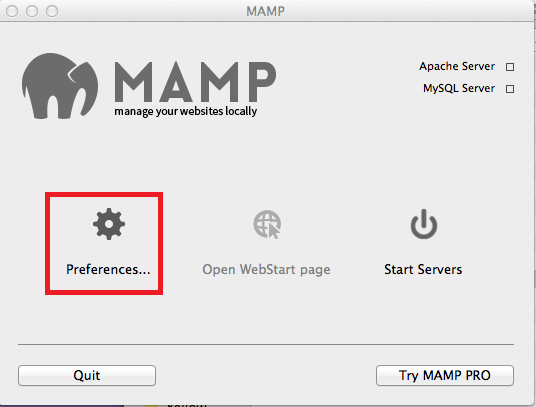 MAMP
MAMP
manage your websites locally
Apache Server
MySQL Server
Preferences...
Open WebStart page
Start Servers
Quit
Try MAMP PRO